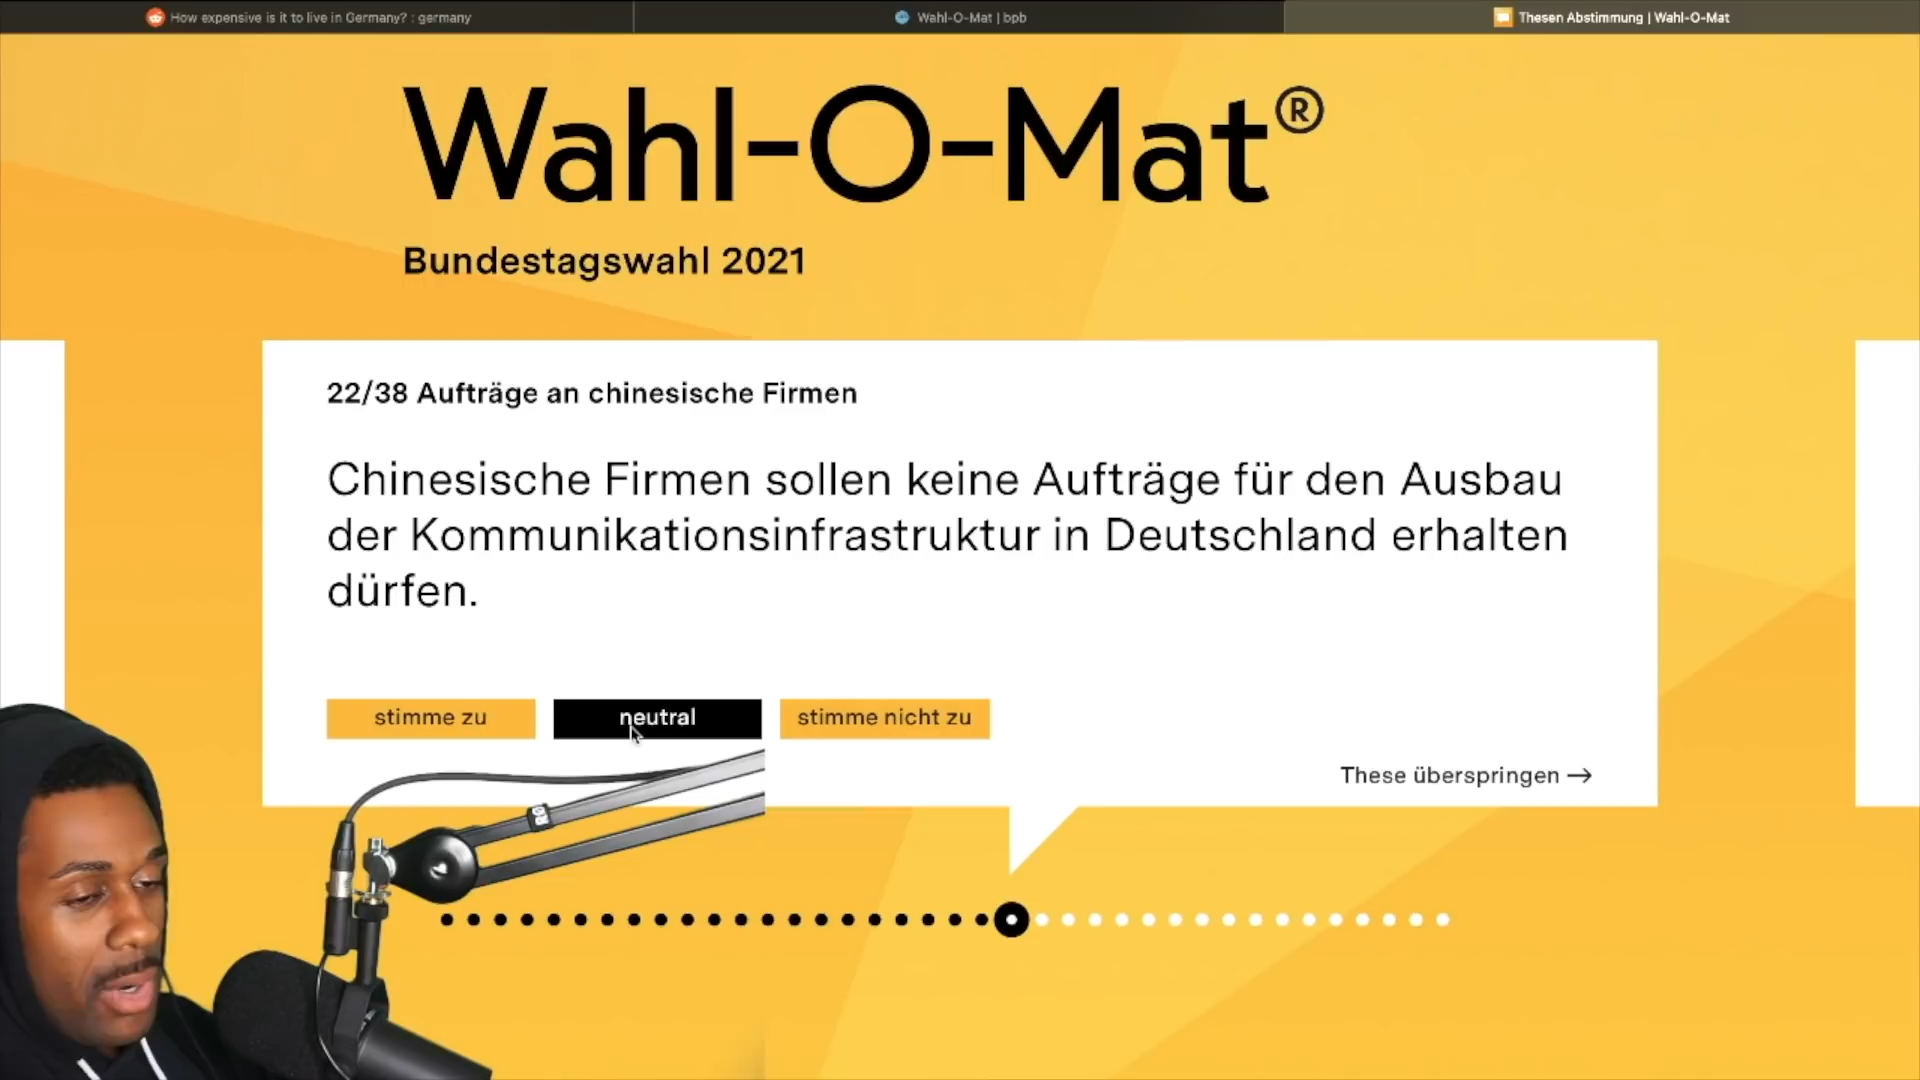 How expensive is it to live in Germany? : germany
Wahl-O-Mat | bpb
Thesen Abstimmung | Wahl-O-Mat
Wahl-O-Mat®
Bundestagswahl 2021
22/38 Aufträge an chinesische Firmen
Chinesische Firmen sollen keine Aufträge für den Ausbau
der Kommunikationsinfrastruktur in Deutschland erhalten
dürfen.
stimme zu
neutral
stimme nicht zu
These überspringen →